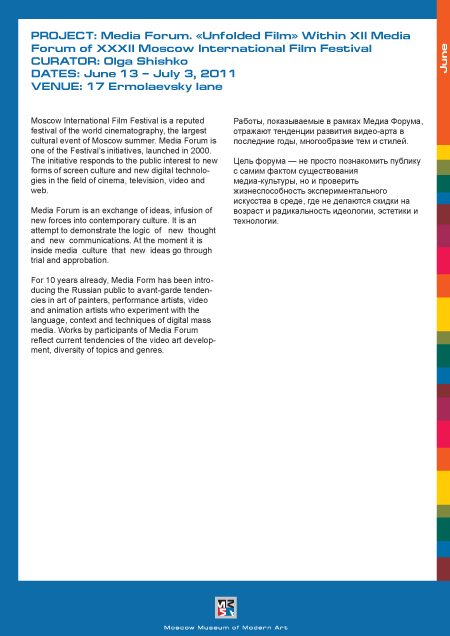 PROJECT: Media Forum. «Unfolded Film» Within XII Media
Forum of XXXII Moscow International Film Festival
CURATOR: Olga Shishko
DATES: June 13 – July 3, 2011
VENUE: 17 Ermolaevsky lane
June
Moscow International Film Festival is a reputed
festival of the world cinematography, the largest
cultural event of Moscow summer. Media Forum is
one of the Festival's initiatives, launched in 2000.
The initiative responds to the public interest to new
forms of screen culture and new digital technolo-
gies in the field of cinema, television, video and
web.
Media Forum is an exchange of ideas, infusion of
new forces into contemporary culture. It is an
attempt to demonstrate the logic of new thought
and new communications. At the moment it is
inside media culture that new ideas go through
trial and approbation.
For 10 years already, Media Form has been intro-
ducing the Russian public to avant-garde tenden-
cies in art of painters, performance artists, video
and animation artists who experiment with the
language, context and techniques of digital mass
media. Works by participants of Media Forum
reflect current tendencies of the video art develop-
ment, diversity of topics and genres.
Работы, показываемые в рамках Медиа Форума,
отражают тенденции развития видео-арта в
последние годы, многообразие тем и стилей.
Цель форума — не просто познакомить публику
с самим фактом существования
медиа-культуры, но и проверить
жизнеспособность экспериментального
искусства в среде, где не делаются скидки на
возраст и радикальность идеологии, эстетики и
технологии.
Moscow Museum of Modern Art